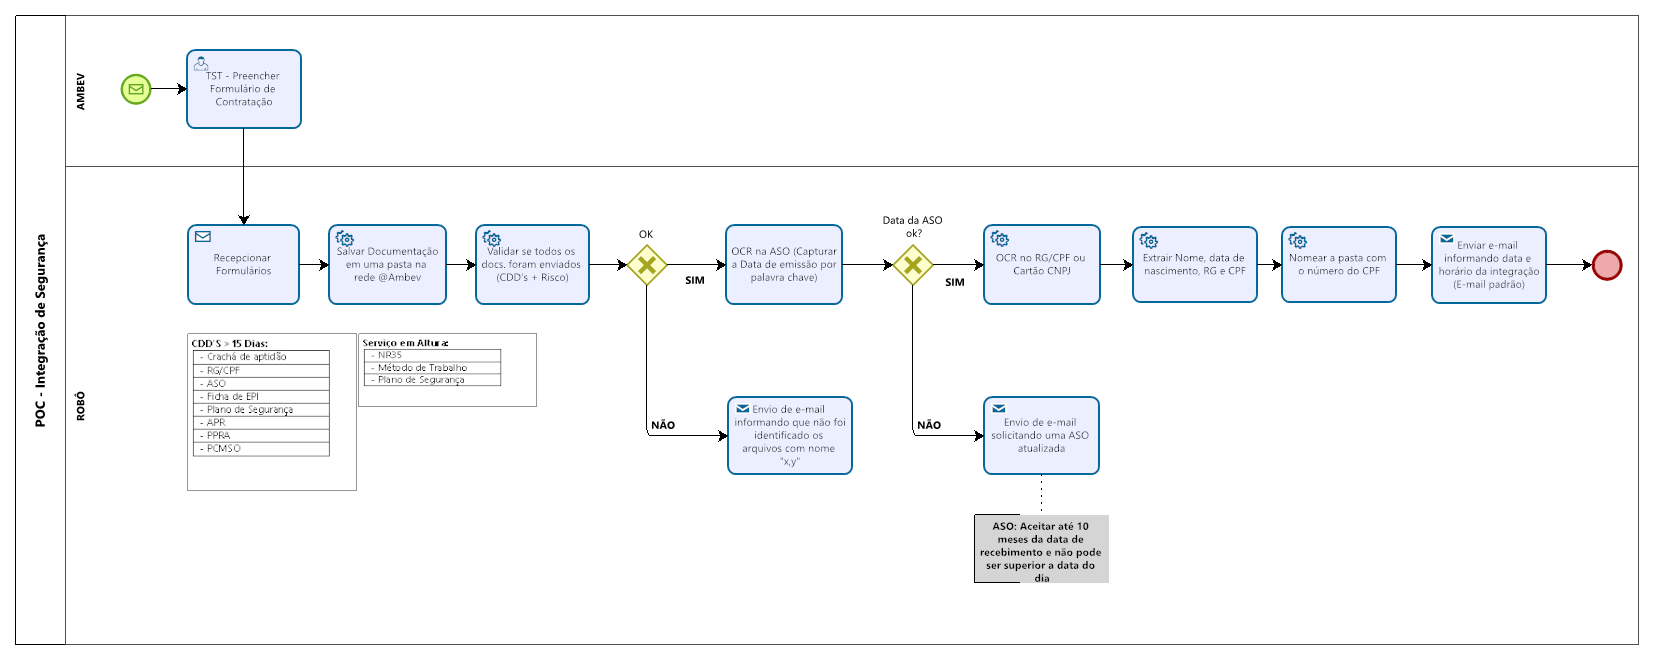 POC - Integração de Segurança
AMBEV
TST - Preencher
Formulário de
Contratação
ROBÔ
Recepcionar
Formulários
Salvar Documentação
em uma pasta na
rede @Ambev
Validar se todos os
docs. foram enviados
(CDD's + Risco)
OK
SIM
NÃO
OCR na ASO (Capturar
a Data de emissão por
palavra chave)
Data da ASO
ok?
SIM
NÃO
OCR no RG/CPF ou
Cartão CNPJ
Extrair Nome, data de
nascimento, RG e CPF
Nomear a pasta com
o número do CPF
Enviar e-mail
informando data e
horário da integração
(E-mail padrão)
CDD'S » 15 Dias:
- Crachá de aptidão
- RG/CPF
- ASO
- Ficha de EPI
- Plano de Segurança
- APR
- PPRA
- PCMSO
Serviço em Altura:
- NR35
- Método de Trabalho
- Plano de Segurança
Envio de e-mail
informando que não foi
identificado os
arquivos com nome
"x,y"
Envio de e-mail
solicitando uma ASO
atualizada
ASO: Aceitar até 10
meses da data de
recebimento e não pode
ser superior a data do
dia